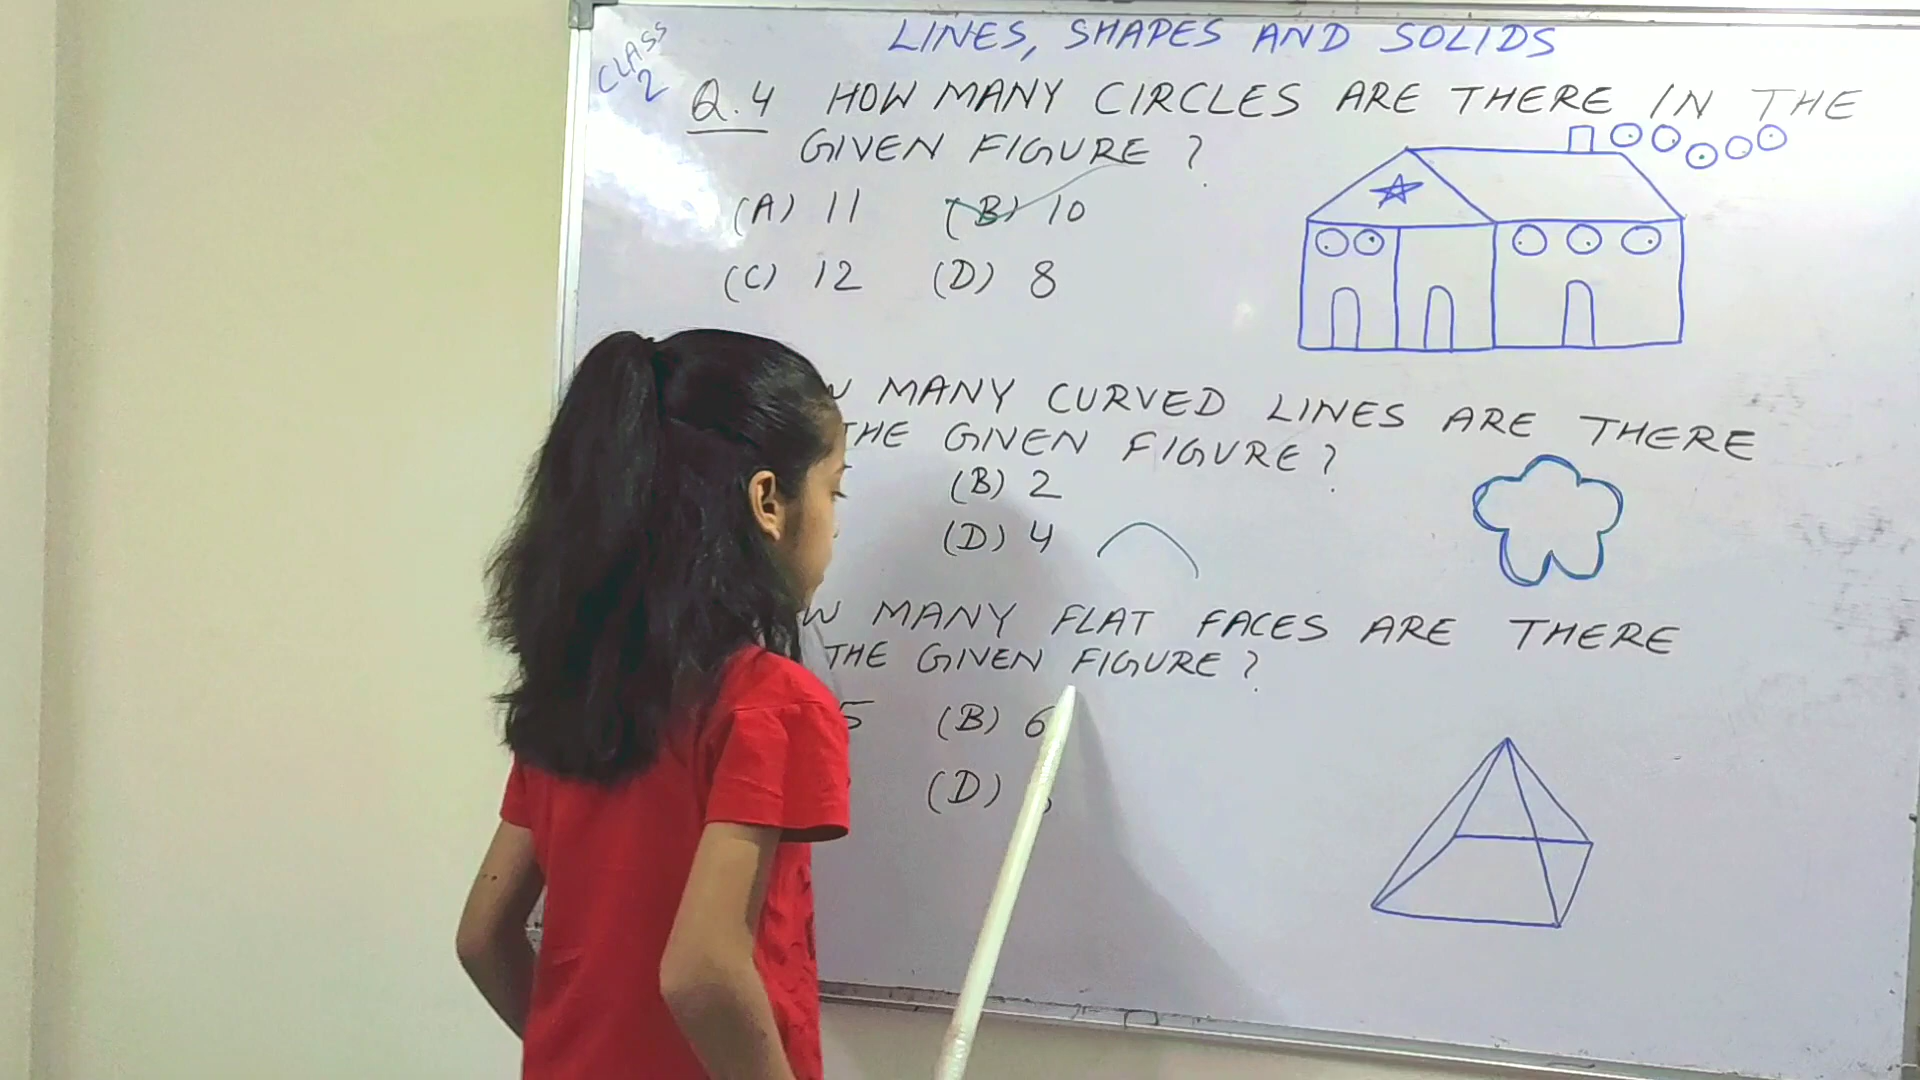 LINES, SHAPES AND SOLIDS
CLASS
2
Q.4 HOW MANY CIRCLES ARE THERE IN THE
GIVEN FIGURE ?
(A) 11 (B) 10
(C) 12 (D) 8
W MANY CURVED LINES ARE THERE
THE GIVEN FIGURE ?
(B) 2
(D) 4
W MANY FLAT FACES ARE THERE
THE GIVEN FIGURE ?
5 (B) 6
(D)